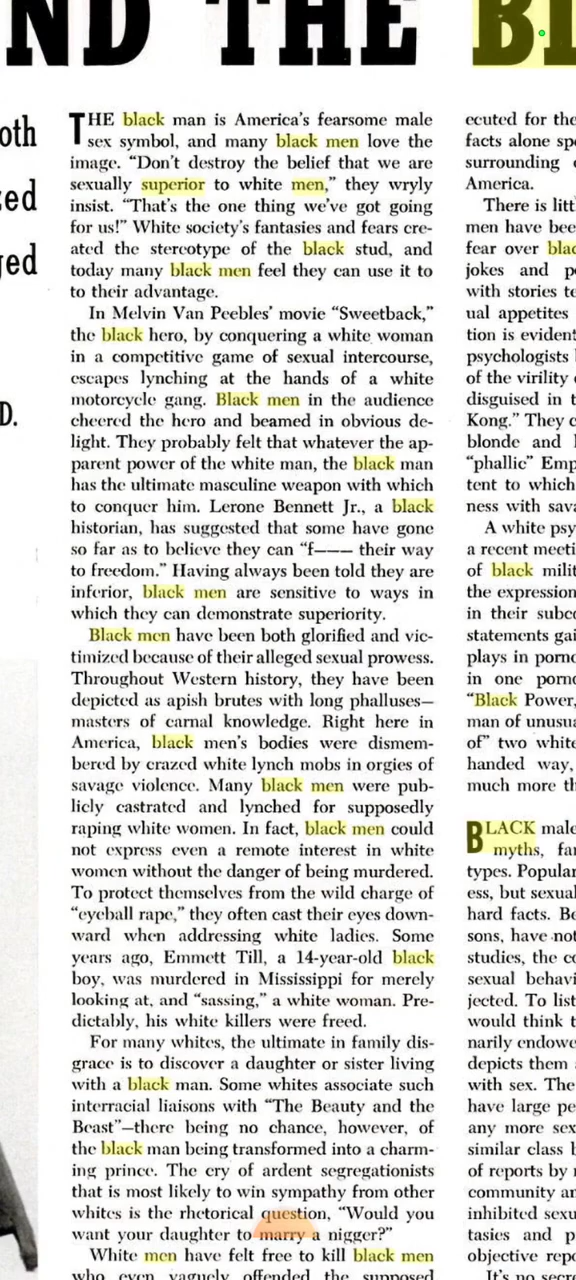 ND THE BL
oth
zed
ged
D.
THE black man is America's fearsome male
sex symbol, and many black men love the
image. “Don't destroy the belief that we are
sexually superior to white men,” they wryly
insist. “That's the one thing we've got going
for us!” White society's fantasies and fears cre-
ated the stereotype of the black stud, and
today many black men feel they can use it to
to their advantage.
In Melvin Van Peebles' movie “Sweetback,”
the black hero, by conquering a white woman
in a competitive game of sexual intercourse,
escapes lynching at the hands of a white
motorcycle gang. Black men in the audience
cheered the hero and beamed in obvious de-
light. They probably felt that whatever the ap-
parent power of the white man, the black man
has the ultimate masculine weapon with which
to conquer him. Lerone Bennett Jr., a black
historian, has suggested that some have gone
so far as to believe they can “f—— their way
to freedom.” Having always been told they are
inferior, black men are sensitive to ways in
which they can demonstrate superiority.
Black men have been both glorified and vic-
timized because of their alleged sexual prowess.
Throughout Western history, they have been
depicted as apish brutes with long phalluses—
masters of carnal knowledge. Right here in
America, black men's bodies were dismem-
bered by crazed white lynch mobs in orgies of
savage violence. Many black men were pub-
licly castrated and lynched for supposedly
raping white women. In fact, black men could
not express even a remote interest in white
women without the danger of being murdered.
To protect themselves from the wild charge of
“eyeball rape,” they often cast their eyes down-
ward when addressing white ladies. Some
years ago, Emmett Till, a 14-year-old black
boy, was murdered in Mississippi for merely
looking at, and “sassing,” a white woman. Pre-
dictably, his white killers were freed.
For many whites, the ultimate in family dis-
grace is to discover a daughter or sister living
with a black man. Some whites associate such
interracial liaisons with “The Beauty and the
Beast”—there being no chance, however, of
the black man being transformed into a charm-
ing prince. The cry of ardent segregationists
that is most likely to win sympathy from other
whites is the rhetorical question, “Would you
want your daughter to marry a nigger?”
White men have felt free to kill black men
who even vaguely offended the supposed
ecuted for the
facts alone spe
surrounding
America.
There is litt
men have bee
fear over blac
jokes and p
with stories te
ual appetites
tion is evident
psychologists
of the virility
disguised in t
Kong.” They c
blonde and
“phallic” Emp
tent to which
ness with sava
A white psy
a recent meeti
of black milit
the expression
in their subco
statements gai
plays in porno
in one porno
“Black Power,
man of unusua
of” two white
handed way,
much more th
BLACK male
myths, fan
types. Popular
ess, but sexual
hard facts. Be
sons, have not
studies, the co
sexual behavi
jected. To list
would think t
narily endowe
depicts them
with sex. The
have large pe
any more sex
similar class b
of reports by
community an
inhibited sexu
tasies and p
objective repo
It's no secr